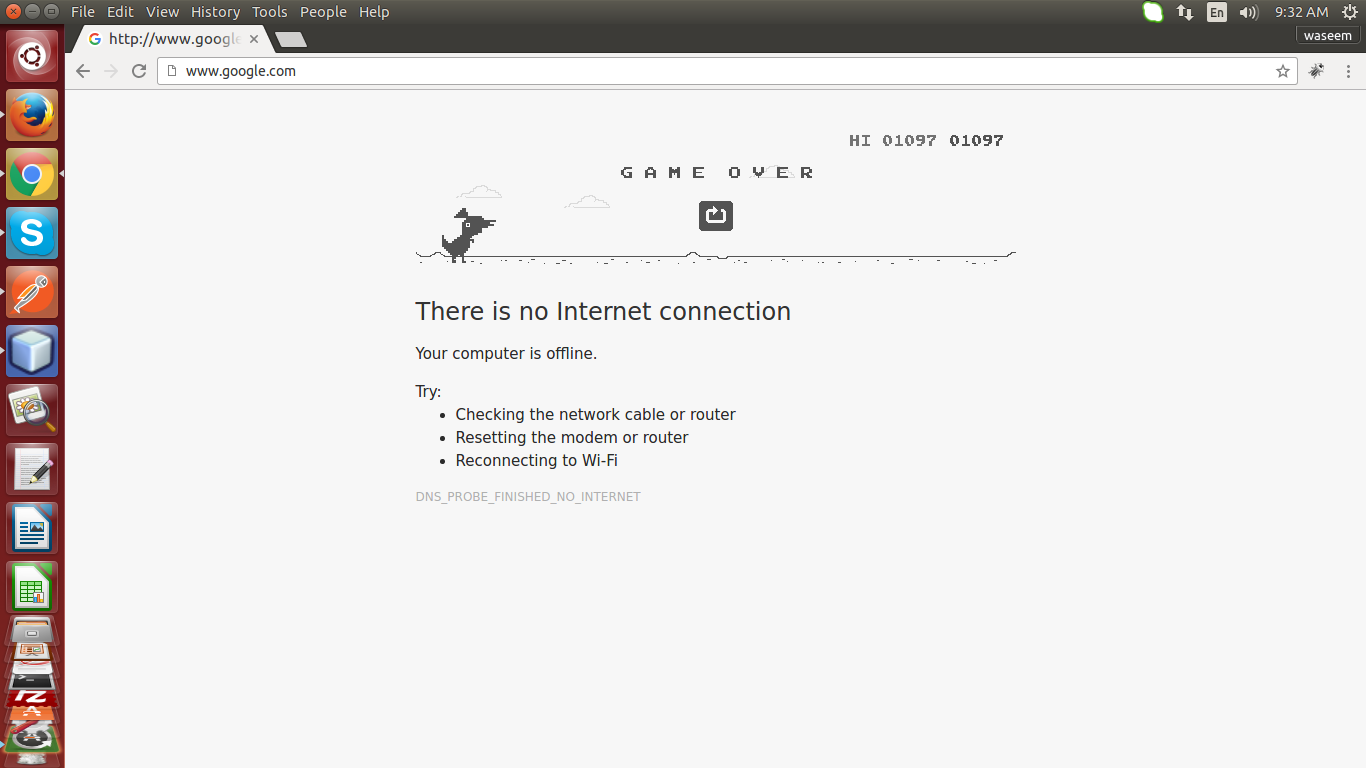 File Edit View History Tools People Help
En 9:32 AM
http://www.google
waseem
www.google.com
HI 01097 01097
GAME OVER
There is no Internet connection
Your computer is offline.
Try:
Checking the network cable or router
Resetting the modem or router
Reconnecting to Wi-Fi
DNS_PROBE_FINISHED_NO_INTERNET
S